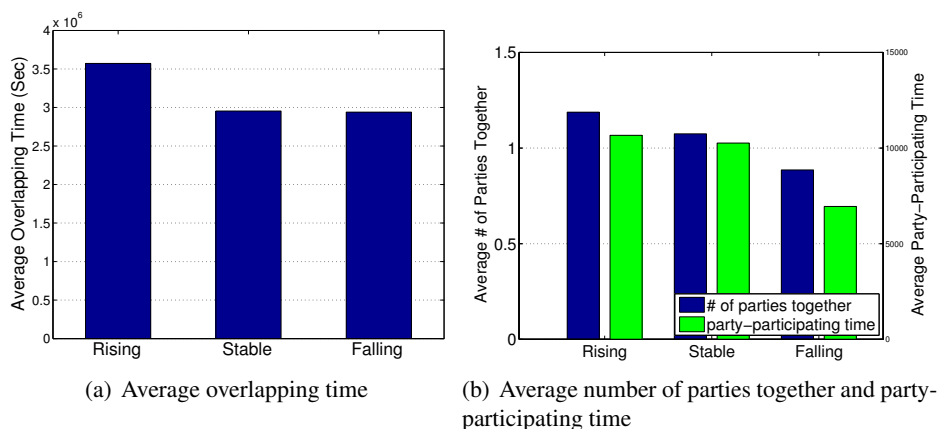 x 10^6
4
3.5
3
2.5
2
1.5
1
0.5
0
Average Overlapping Time (Sec)
Rising Stable Falling
(a) Average overlapping time
1.5
1
0.5
0
Average # of Parties Together
15000
10000
5000
0
Average Party-Participating Time
# of parties together
party-participating time
Rising Stable Falling
(b) Average number of parties together and party-
participating time